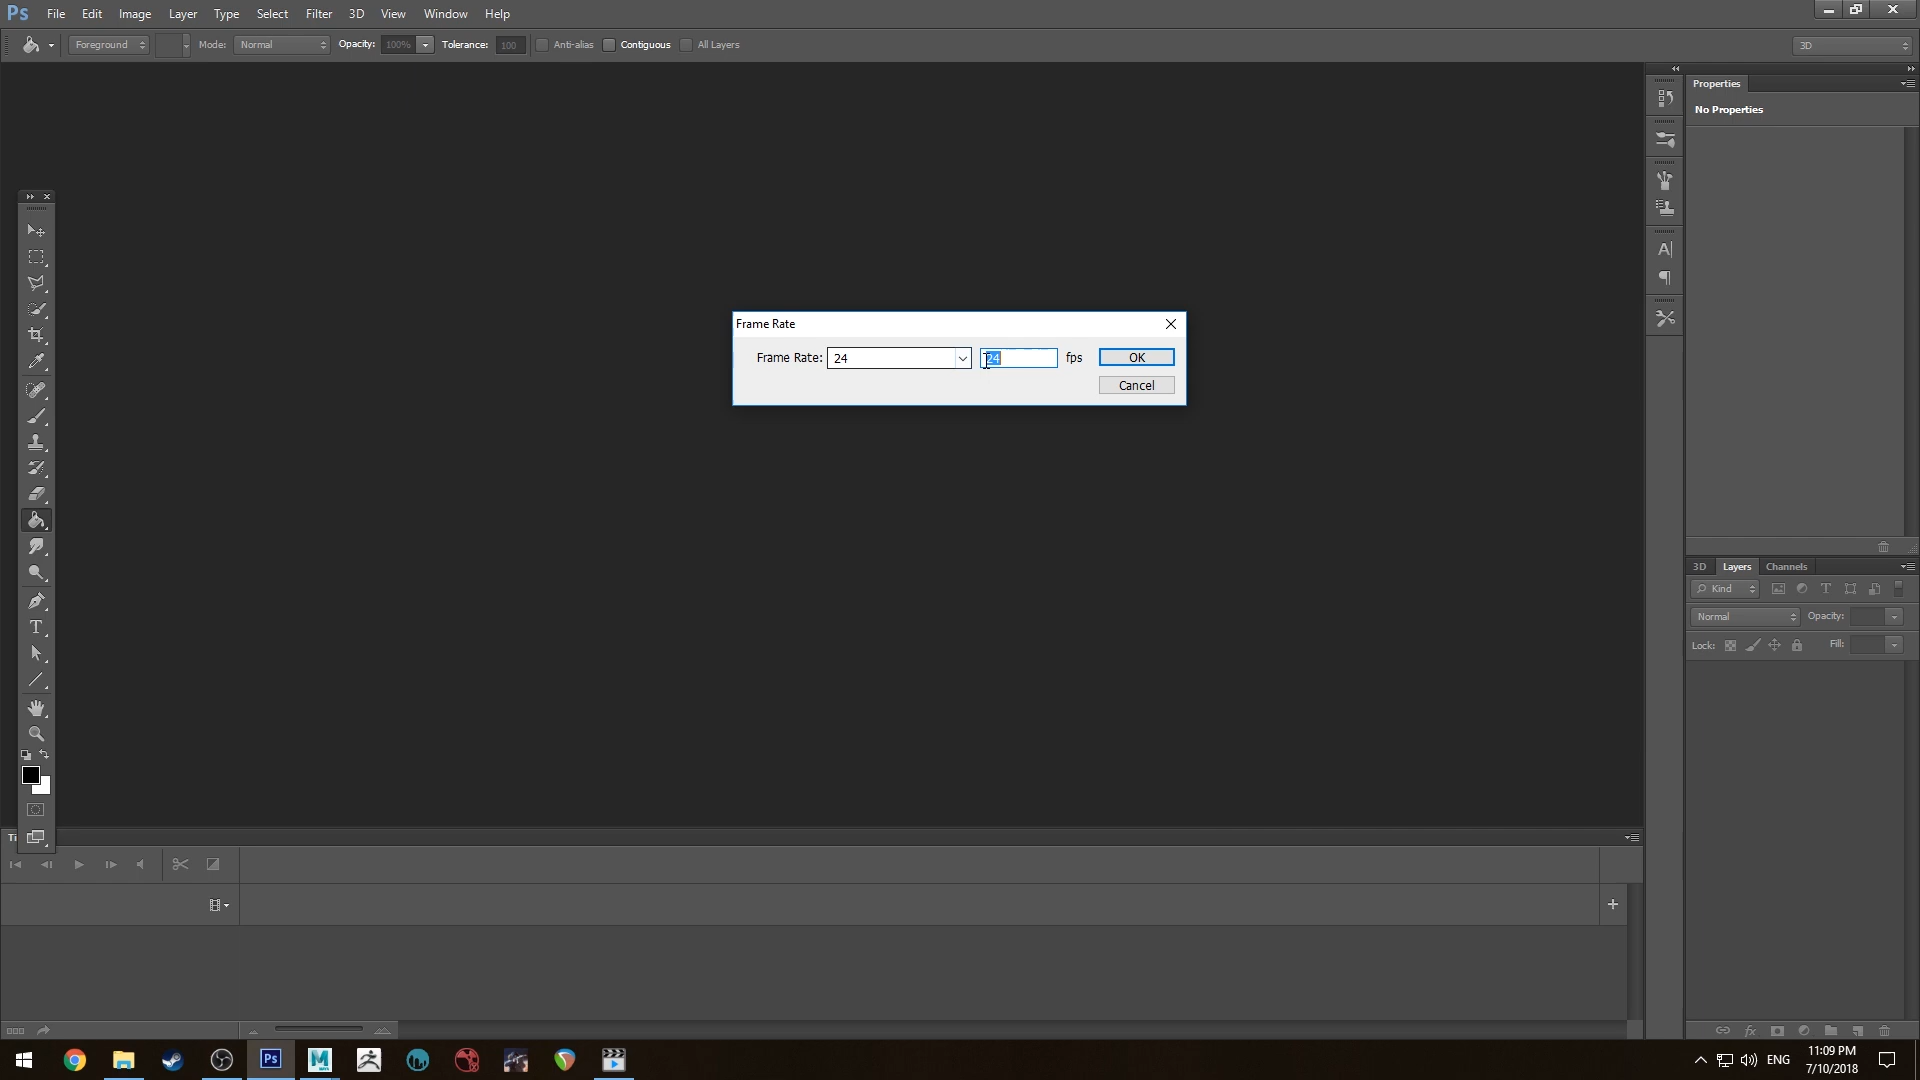 Ps File Edit Image Layer Type Select Filter 3D View Window Help
Foreground Mode: Normal Opacity: 100% Tolerance: 100 Anti-alias Contiguous All Layers 3D
Properties
No Properties
Frame Rate
Frame Rate: 24 24 fps OK
Cancel
3D Layers Channels
Kind
Normal Opacity:
Lock: Fill:
Ti
Ps ENG 11:09 PM
7/10/2018